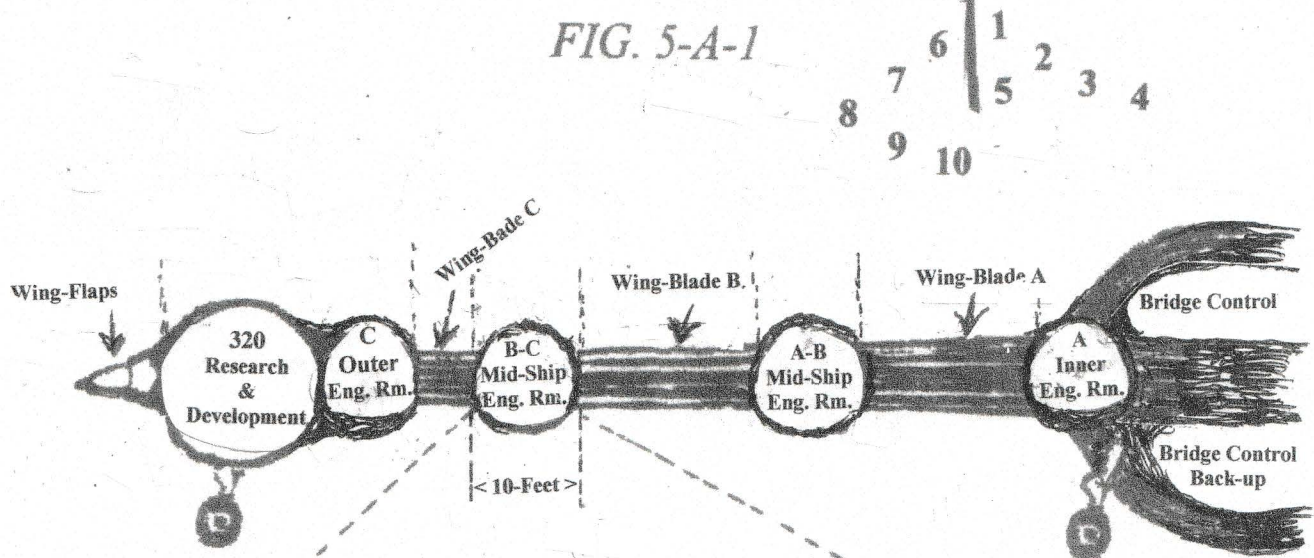 FIG. 5-A-1
6 1
7 5 2 3 4
8
9 10
Wing-Flaps
Wing-Bade C
Wing-Blade B.
Wing-Blade A
Bridge Control
320
Research
&
Development
C
Outer
Eng. Rm.
B-C
Mid-Ship
Eng. Rm.
A-B
Mid-Ship
Eng. Rm.
A
Inner
Eng. Rm.
Bridge Control
Back-up
< 10-Feet >